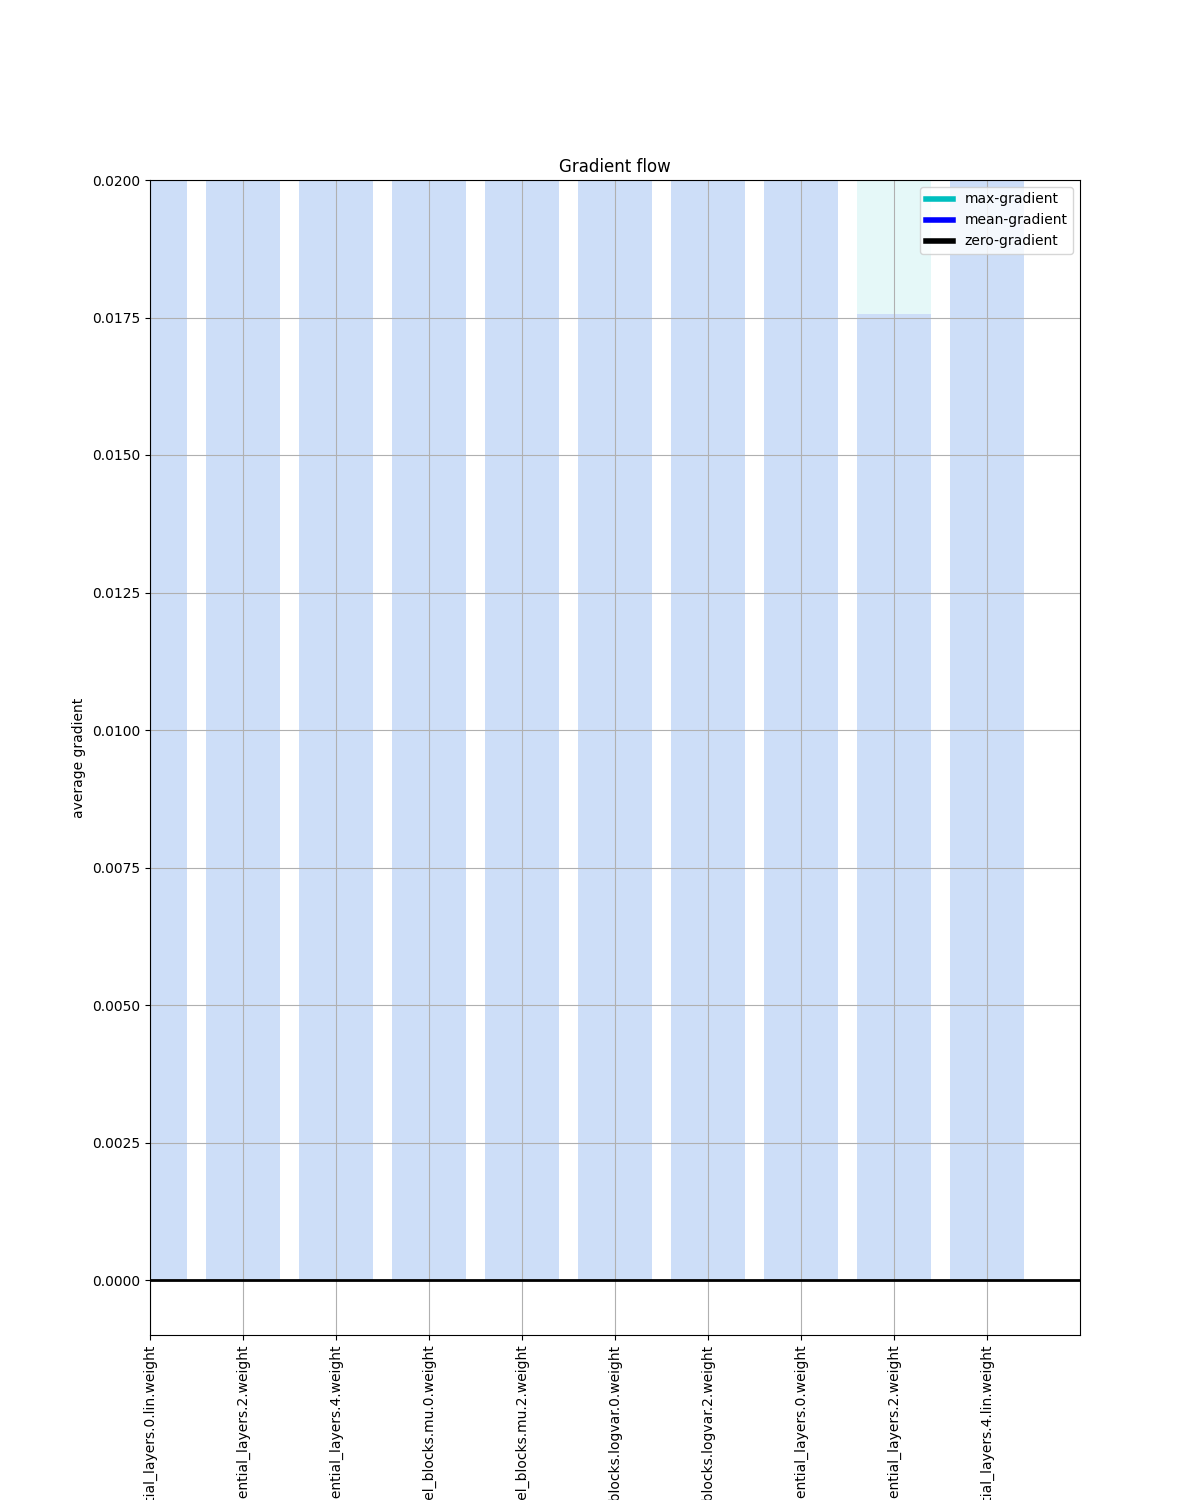 Gradient flow
max-gradient
mean-gradient
zero-gradient
0.0200
0.0175
0.0150
0.0125
0.0100
0.0075
0.0050
0.0025
0.0000
average gradient
tial_layers.0.lin.weight
ential_layers.2.weight
ential_layers.4.weight
el_blocks.mu.0.weight
el_blocks.mu.2.weight
blocks.logvar.0.weight
blocks.logvar.2.weight
ential_layers.0.weight
ential_layers.2.weight
tial_layers.4.lin.weight